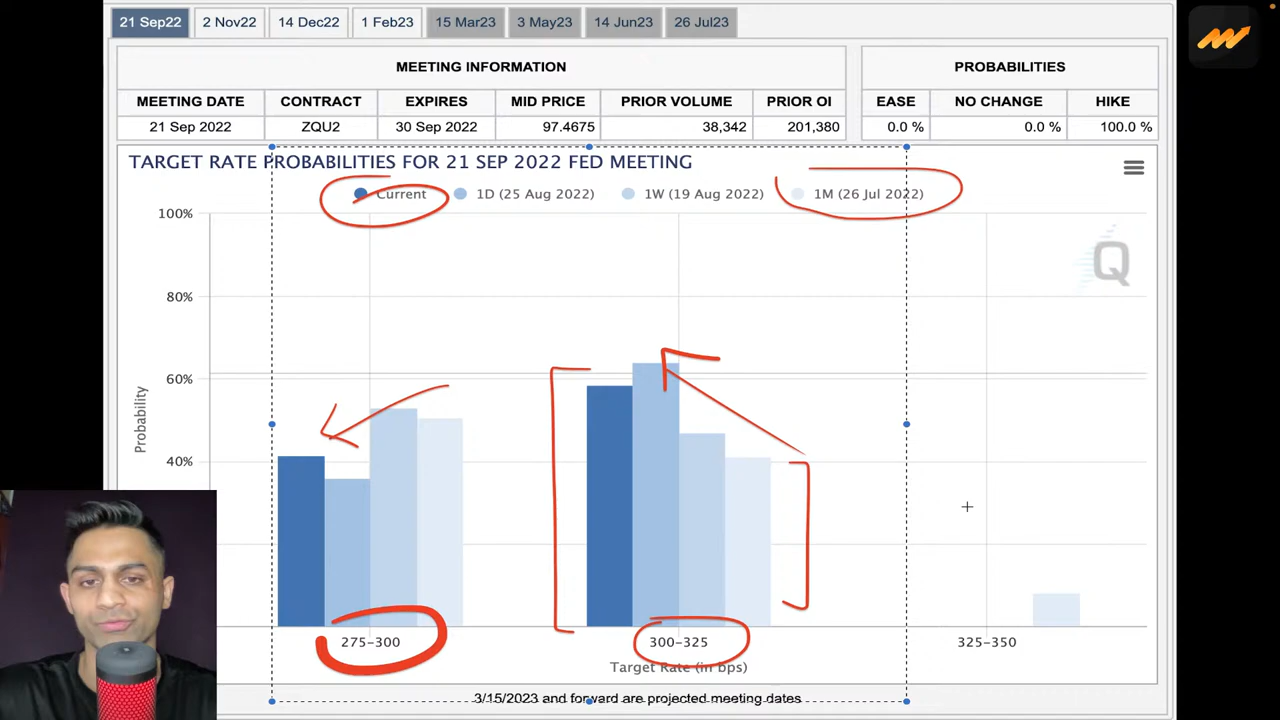 21 Sep22 2 Nov22 14 Dec22 1 Feb23 15 Mar23 3 May23 14 Jun23 26 Jul23
MEETING INFORMATION PROBABILITIES
MEETING DATE CONTRACT EXPIRES MID PRICE PRIOR VOLUME PRIOR OI EASE NO CHANGE HIKE
21 Sep 2022 ZQU2 30 Sep 2022 97.4675 38,342 201,380 0.0 % 0.0 % 100.0 %
TARGET RATE PROBABILITIES FOR 21 SEP 2022 FED MEETING
Current 1D (25 Aug 2022) 1W (19 Aug 2022) 1M (26 Jul 2022)
100%
Q
80%
60%
Probability
40%
275-300 300-325 325-350
Target Rate (in bps)
3/15/2023 and forward are projected meeting dates